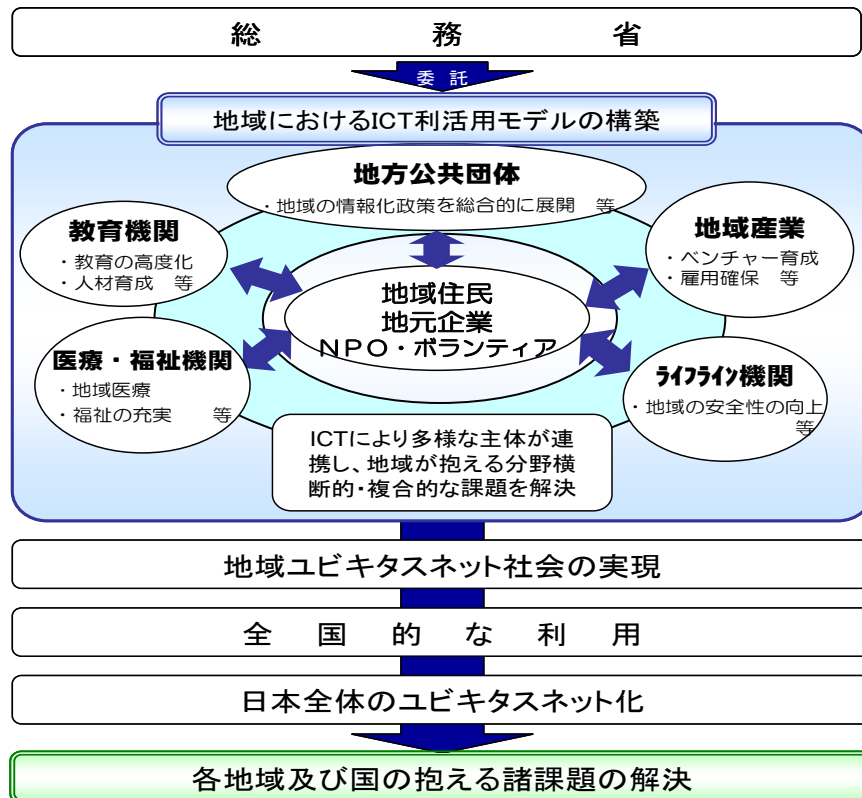 総務省
委託
地域におけるICT利活用モデルの構築
地方公共団体
・地域の情報化政策を総合的に展開　等
教育機関
・教育の高度化
・人材育成　等
地域産業
・ベンチャー育成
・雇用確保　等
地域住民
地元企業
NPO・ボランティア
医療・福祉機関
・地域医療
・福祉の充実　等
ﾗｲﾌﾗｲﾝ機関
・地域の安全性の向上
等
ICTにより多様な主体が連
携し、地域が抱える分野横
断的・複合的な課題を解決
地域ユビキタスネット社会の実現
全国的な利用
日本全体のユビキタスネット化
各地域及び国の抱える諸課題の解決